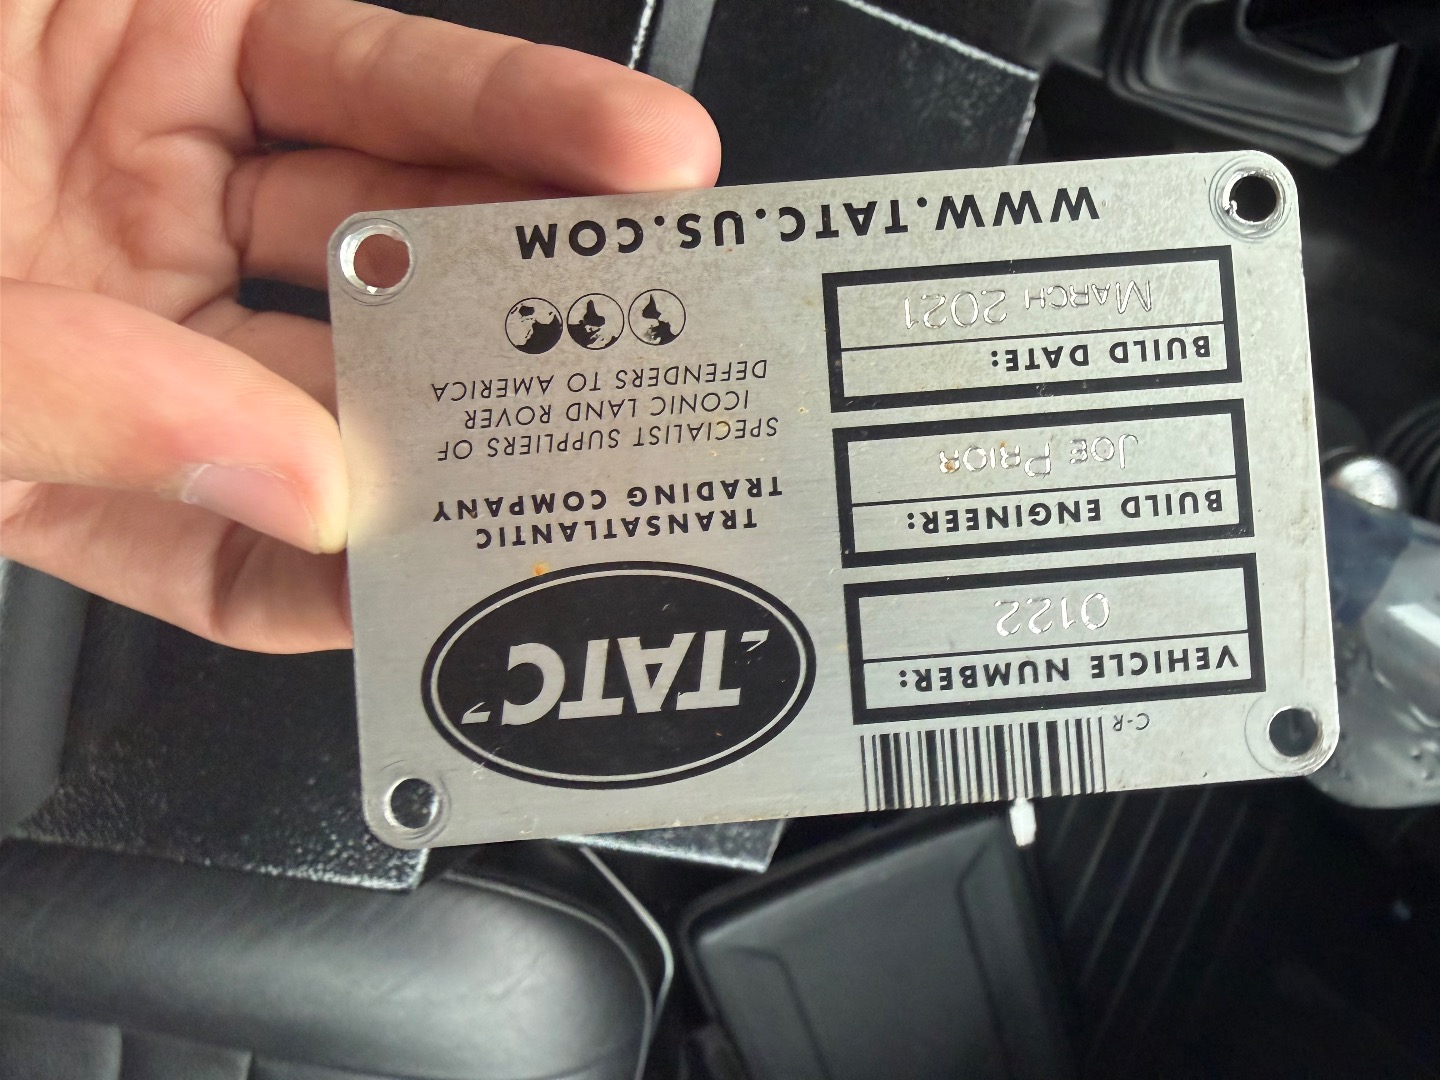 TATC
TRANSATLANTIC
TRADING COMPANY
SPECIALIST SUPPLIERS OF
ICONIC LAND ROVER
DEFENDERS TO AMERICA
C-R
VEHICLE NUMBER:
0122
BUILD ENGINEER:
JOE PRIOR
BUILD DATE:
MARCH 2021
WWW.TATC.US.COM